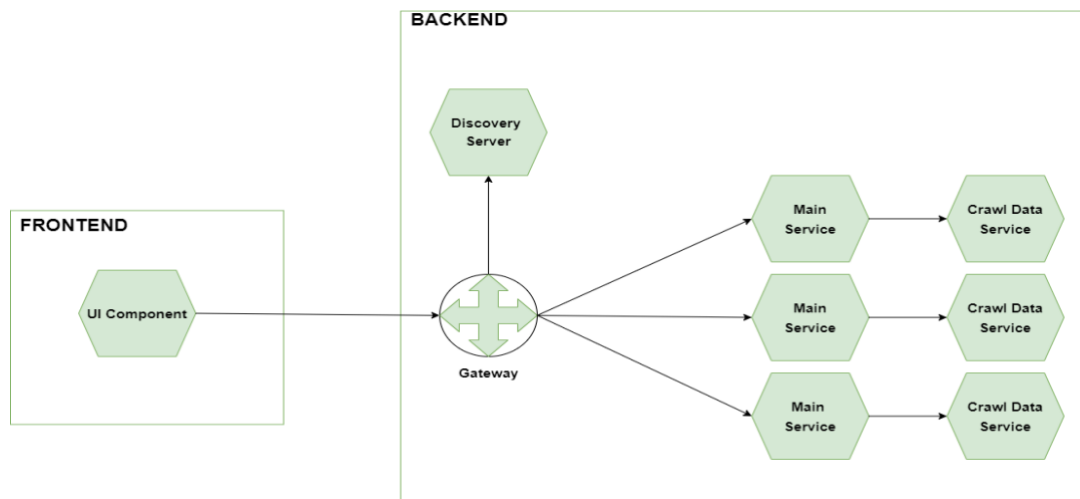 BACKEND
Discovery
Server
FRONTEND
UI Component
Gateway
Main
Service
Crawl Data
Service
Main
Service
Crawl Data
Service
Main
Service
Crawl Data
Service